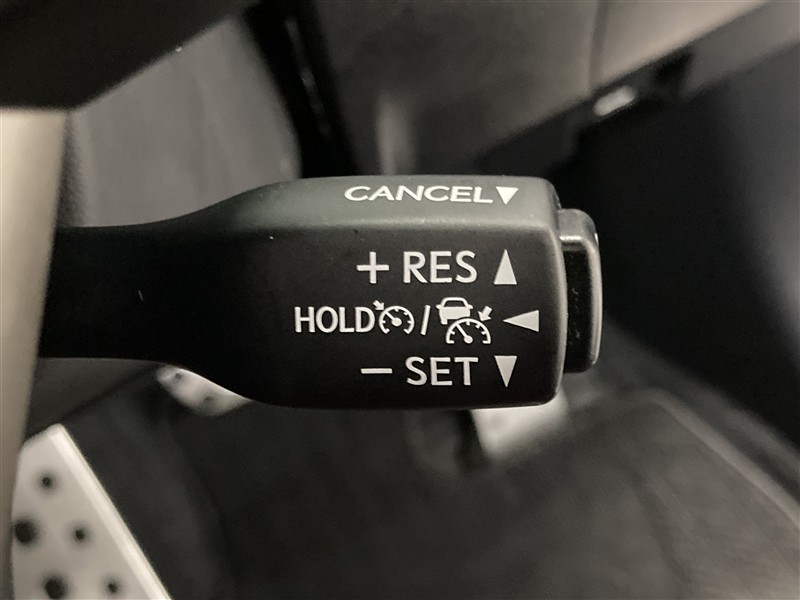 CANCEL▼
+ RES ▲
HOLD / ◀
− SET ▼